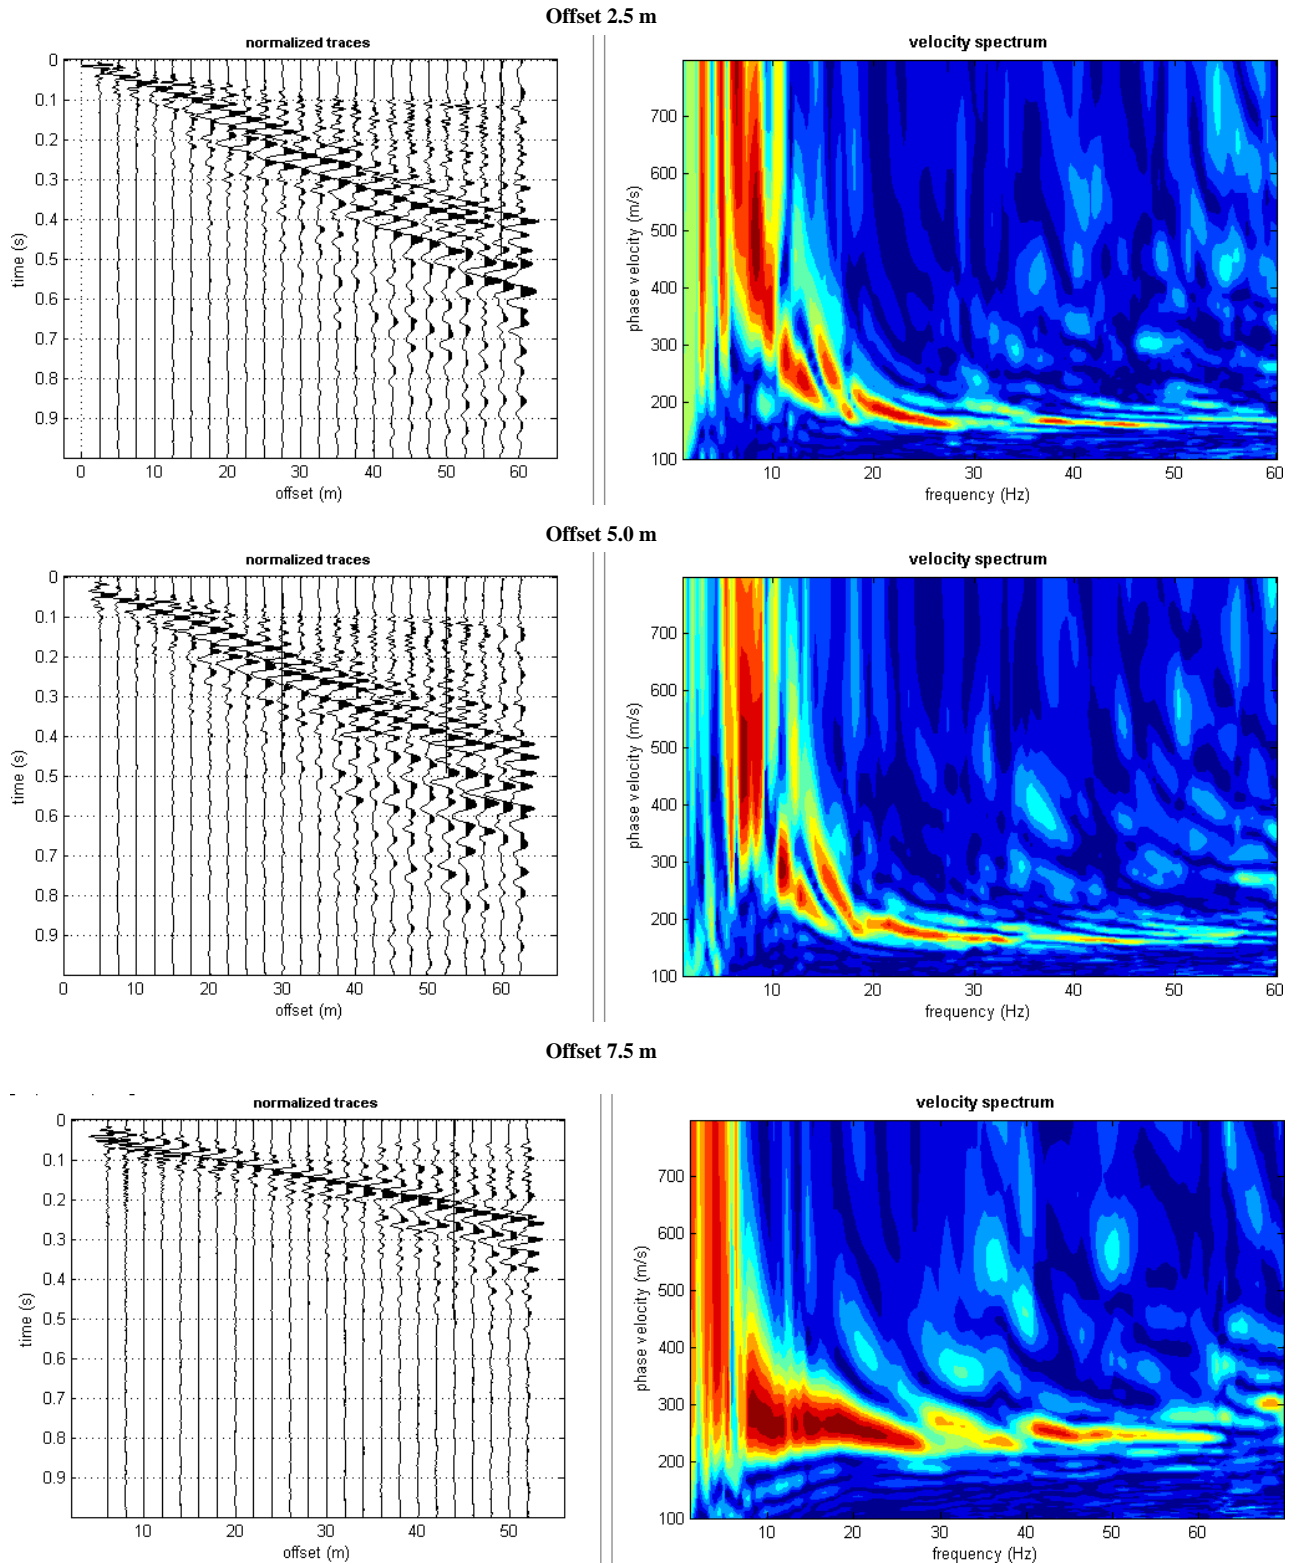 Offset 2.5 m
normalized traces
velocity spectrum
0
0.1
0.2
0.3
0.4
0.5
0.6
0.7
0.8
0.9
time (s)
0 10 20 30 40 50 60
offset (m)
700
600
500
400
300
200
100
phase velocity (m/s)
10 20 30 40 50 60
frequency (Hz)
Offset 5.0 m
normalized traces
velocity spectrum
0
0.1
0.2
0.3
0.4
0.5
0.6
0.7
0.8
0.9
time (s)
0 10 20 30 40 50 60
offset (m)
700
600
500
400
300
200
100
phase velocity (m/s)
10 20 30 40 50 60
frequency (Hz)
Offset 7.5 m
normalized traces
velocity spectrum
0
0.1
0.2
0.3
0.4
0.5
0.6
0.7
0.8
0.9
time (s)
10 20 30 40 50
offset (m)
700
600
500
400
300
200
100
phase velocity (m/s)
10 20 30 40 50 60
frequency (Hz)